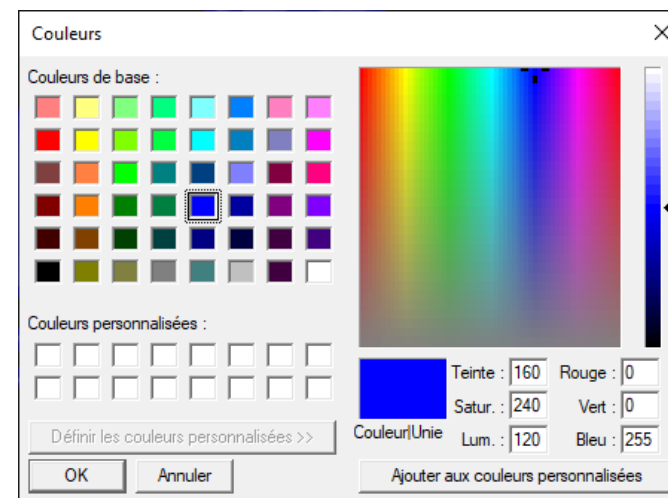 Couleurs
Couleurs de base :
Couleurs personnalisées :
Définir les couleurs personnalisées >>
OK
Annuler
Teinte : 160
Rouge : 0
Satur. : 240
Vert : 0
Couleur|Unie
Lum. : 120
Bleu : 255
Ajouter aux couleurs personnalisées